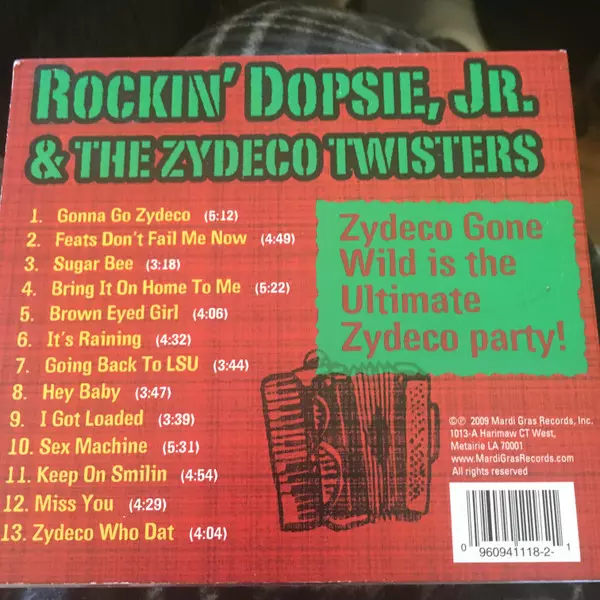 ROCKIN' DOPSIE, JR.
& THE ZYDECO TWISTERS
1. Gonna Go Zydeco (5:12)
2. Feats Don't Fail Me Now (4:49)
3. Sugar Bee (3:18)
4. Bring It On Home To Me (5:22)
5. Brown Eyed Girl (4:06)
6. It's Raining (4:32)
7. Going Back To LSU (3:44)
8. Hey Baby (3:47)
9. I Got Loaded (3:39)
10. Sex Machine (5:31)
11. Keep On Smilin (4:54)
12. Miss You (4:29)
13. Zydeco Who Dat (4:04)
Zydeco Gone
Wild is the
Ultimate
Zydeco party!
©℗ 2009 Mardi Gras Records, Inc.
1013-A Harimaw CT West,
Metairie LA 70001
www.MardiGrasRecords.com
All rights reserved
0 960941118-2- 1